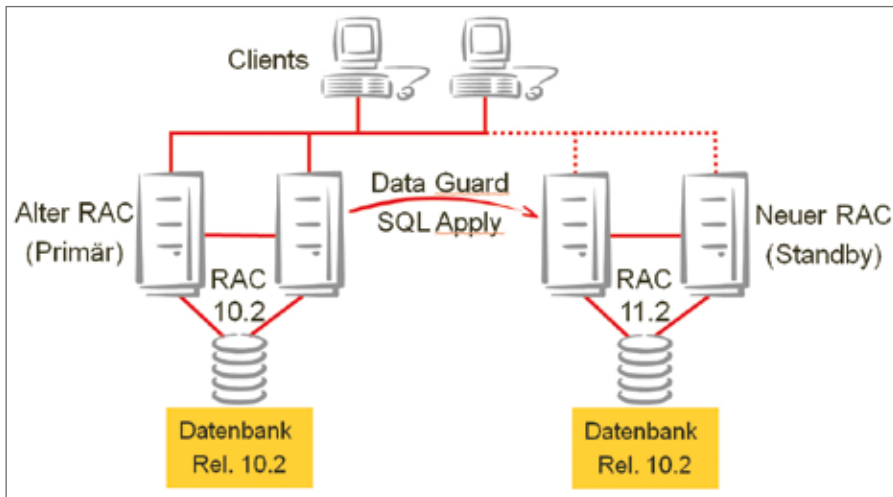 Clients
Alter RAC
(Primär)
Data Guard
SQL Apply
Neuer RAC
(Standby)
RAC
10.2
RAC
11.2
Datenbank
Rel. 10.2
Datenbank
Rel. 10.2